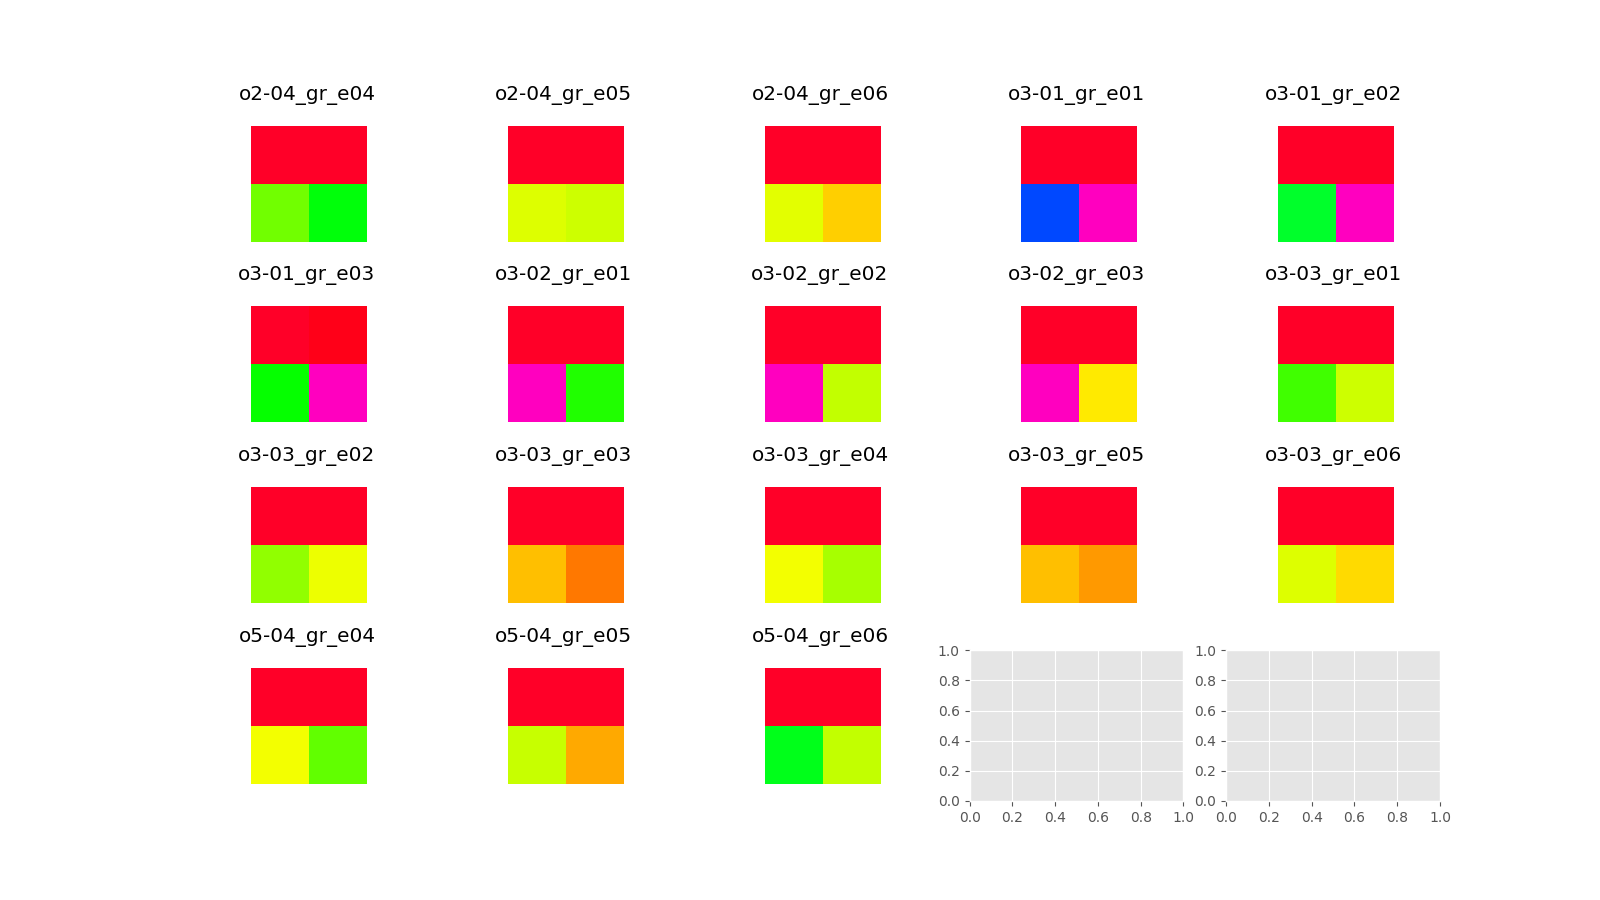 o2-04_gr_e04 o2-04_gr_e05 o2-04_gr_e06 o3-01_gr_e01 o3-01_gr_e02
o3-01_gr_e03 o3-02_gr_e01 o3-02_gr_e02 o3-02_gr_e03 o3-03_gr_e01
o3-03_gr_e02 o3-03_gr_e03 o3-03_gr_e04 o3-03_gr_e05 o3-03_gr_e06
o5-04_gr_e04 o5-04_gr_e05 o5-04_gr_e06
1.0 1.0
0.8 0.8
0.6 0.6
0.4 0.4
0.2 0.2
0.0 0.0
0.0 0.2 0.4 0.6 0.8 1.0 0.0 0.2 0.4 0.6 0.8 1.0